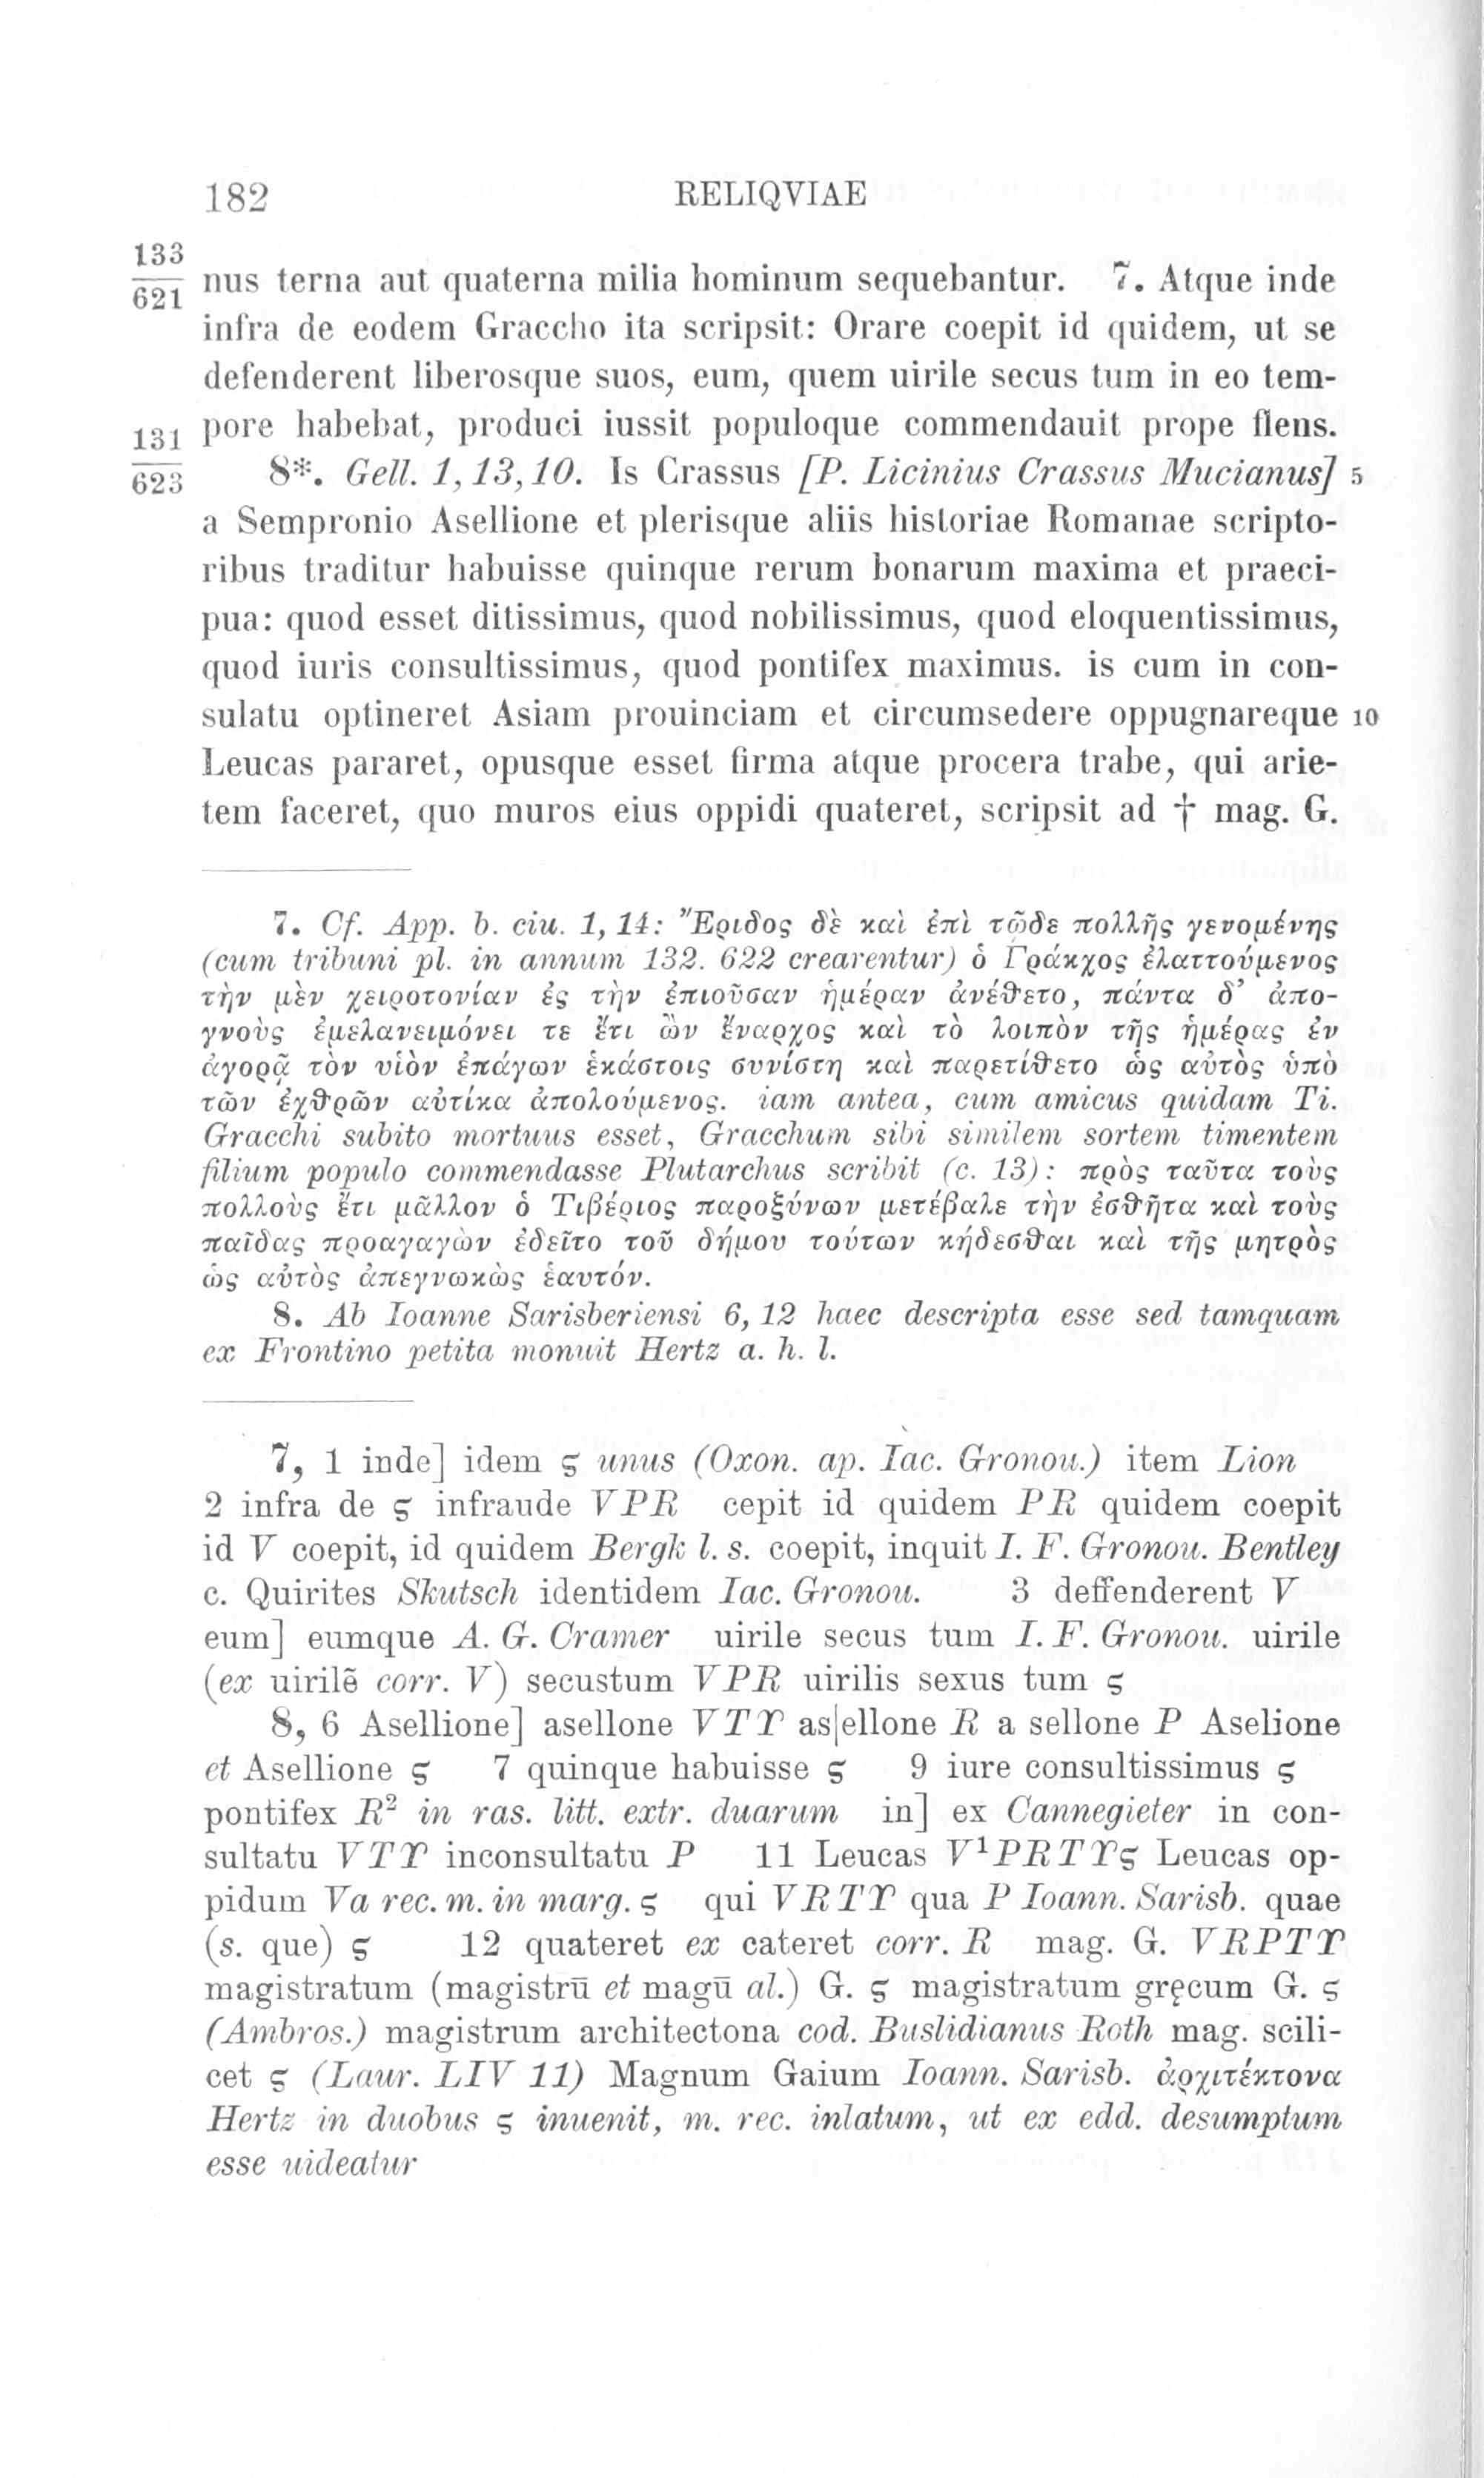 182 RELIQVIAE
133
621 nus terna aut quaterna milia hominum sequebantur. 7. Atque inde
infra de eodem Graccho ita scripsit: Orare coepit id quidem, ut se
defenderent liberosque suos, eum, quem uirile secus tum in eo tem-
131 pore habebat, produci iussit populoque commendauit prope flens.
623 8*. Gell. 1,13,10. Is Crassus [P. Licinius Crassus Mucianus] 5
a Sempronio Asellione et plerisque aliis historiae Romanae scripto-
ribus traditur habuisse quinque rerum bonarum maxima et praeci-
pua: quod esset ditissimus, quod nobilissimus, quod eloquentissimus,
quod iuris consultissimus, quod pontifex maximus. is cum in con-
sulatu optineret Asiam prouinciam et circumsedere oppugnareque 10
Leucas pararet, opusque esset firma atque procera trabe, qui arie-
tem faceret, quo muros eius oppidi quateret, scripsit ad † mag. G.
7. Cf. App. b. ciu. 1, 14: Ἔριδος δὲ καὶ ἐπὶ τῷδε πολλῆς γενομένης
(cum tribuni pl. in annum 132. 622 crearentur) ὁ Γράκχος ἐλαττούμενος
τὴν μὲν χειροτονίαν ἐς τὴν ἐπιοῦσαν ἡμέραν ἀνέθετο, πάντα δ’ ἀπο-
γνοὺς ἐμελανειμόνει τε ἔτι ὢν ἔναρχος καὶ τὸ λοιπὸν τῆς ἡμέρας ἐν
ἀγορᾷ τὸν υἱὸν ἐπάγων ἑκάστοις συνίστη καὶ παρετίθετο ὡς αὐτὸς ὑπὸ
τῶν ἐχθρῶν αὐτίκα ἀπολούμενος. iam antea, cum amicus quidam Ti.
Gracchi subito mortuus esset, Gracchum sibi similem sortem timentem
filium populo commendasse Plutarchus scribit (c. 13): πρὸς ταῦτα τοὺς
πολλοὺς ἔτι μᾶλλον ὁ Τιβέριος παροξύνων μετέβαλε τὴν ἐσθῆτα καὶ τοὺς
παῖδας προαγαγὼν ἐδεῖτο τοῦ δήμου τούτων κήδεσθαι καὶ τῆς μητρὸς
ὡς αὐτὸς ἀπεγνωκὼς ἑαυτόν.
8. Ab Ioanne Sarisberiensi 6, 12 haec descripta esse sed tamquam
ex Frontino petita monuit Hertz a. h. l.
7, 1 inde] idem ς unus (Oxon. ap. Iac. Gronou.) item Lion
2 infra de ς infraude VPR cepit id quidem PR quidem coepit
id V coepit, id quidem Bergk l. s. coepit, inquit I. F. Gronou. Bentley
c. Quirites Skutsch identidem Iac. Gronou. 3 deffenderent V
eum] eumque A. G. Cramer uirile secus tum I. F. Gronou. uirile
(ex uirilẽ corr. V) secustum VPR uirilis sexus tum ς
8, 6 Asellione] asellone VTϒ as|ellone R a sellone P Aselione
et Asellione ς 7 quinque habuisse ς 9 iure consultissimus ς
pontifex R² in ras. litt. extr. duarum in] ex Cannegieter in con-
sultatu VTϒ inconsultatu P 11 Leucas V¹PRTϒς Leucas op-
pidum Va rec. m. in marg. ς qui VRTϒ qua P Ioann. Sarisb. quae
(s. que) ς 12 quateret ex cateret corr. R mag. G. VRPTϒ
magistratum (magistrū et magū al.) G. ς magistratum gręcum G. ς
(Ambros.) magistrum architectona cod. Buslidianus Roth mag. scili-
cet ς (Laur. LIV 11) Magnum Gaium Ioann. Sarisb. ἀρχιτέκτονα
Hertz in duobus ς inuenit, m. rec. inlatum, ut ex edd. desumptum
esse uideatur